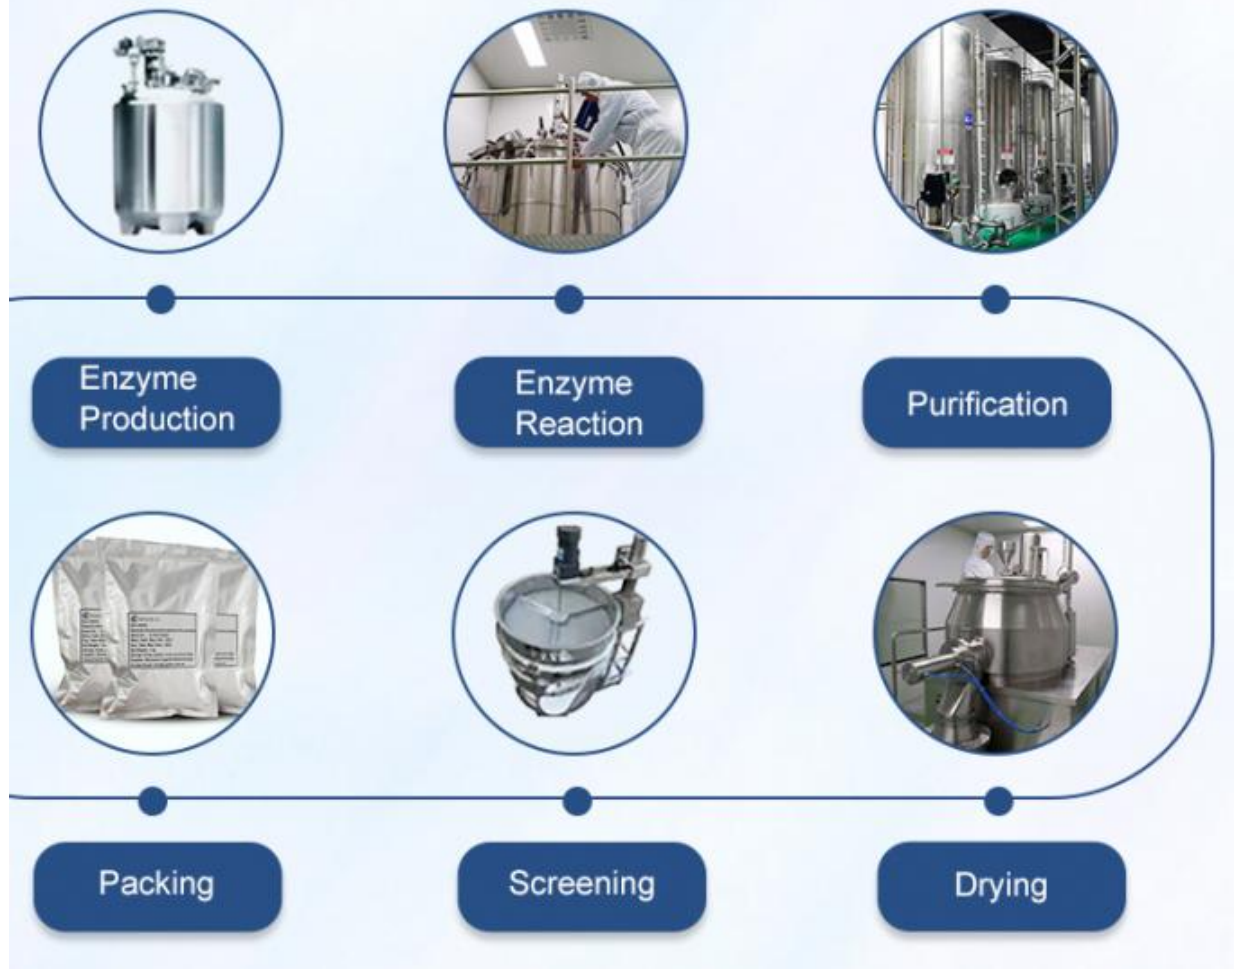 Enzyme
Production
Enzyme
Reaction
Purification
Packing
Screening
Drying